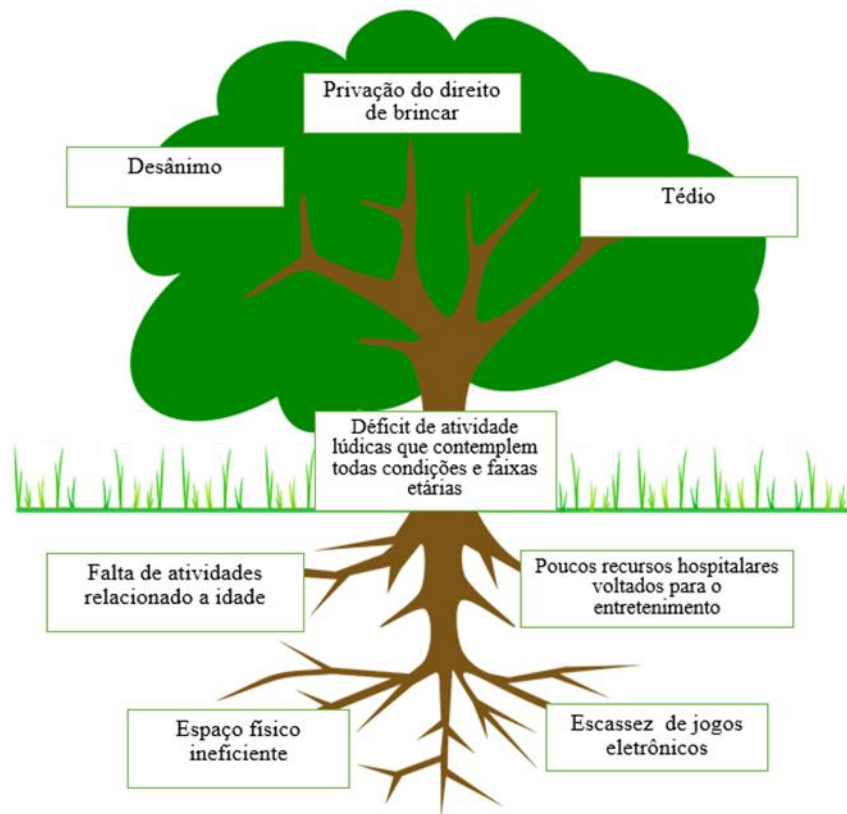 Privação do direito
de brincar
Desânimo
Tédio
Déficit de atividade
lúdicas que contemplem
todas condições e faixas
etárias
Falta de atividades
relacionado a idade
Poucos recursos hospitalares
voltados para o
entretenimento
Espaço físico
ineficiente
Escassez de jogos
eletrônicos